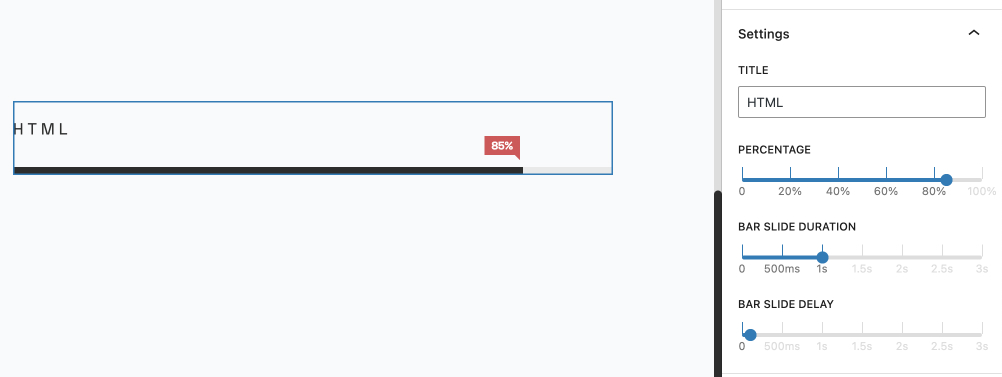 HTML
85%
Settings
TITLE
HTML
PERCENTAGE
0 20% 40% 60% 80% 100%
BAR SLIDE DURATION
0 500ms 1s 1.5s 2s 2.5s 3s
BAR SLIDE DELAY
0 500ms 1s 1.5s 2s 2.5s 3s